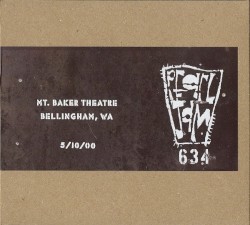 MT. BAKER THEATRE
BELLINGHAM, WA
5/10/00
PEARL
JAM
634